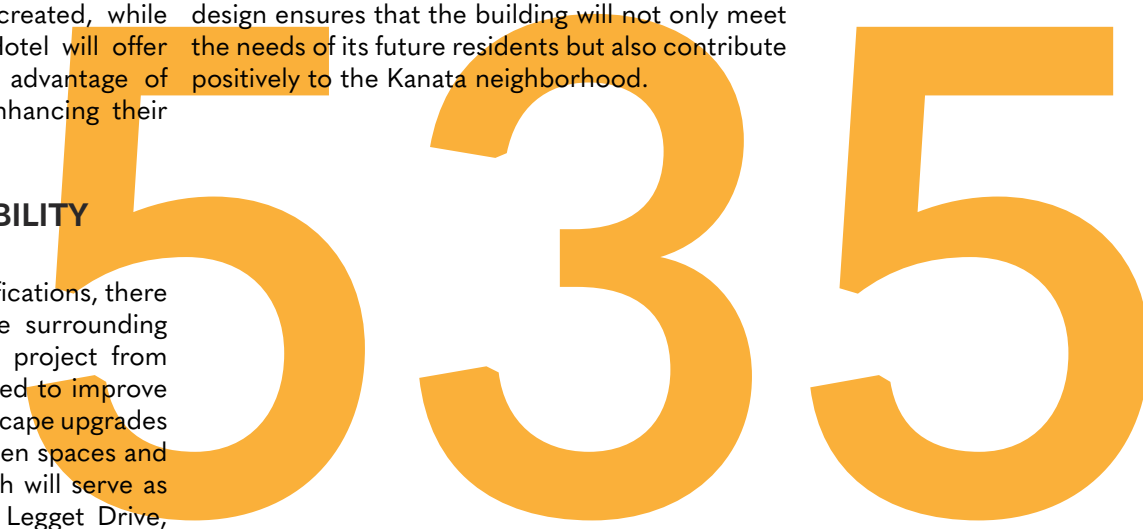 created, while
Hotel will offer
advantage of
enhancing their
BILITY
fications, there
surrounding
project from
to improve
cape upgrades
en spaces and
will serve as
Legget Drive,
design ensures that the building will not only meet
the needs of its future residents but also contribute
positively to the Kanata neighborhood.
535